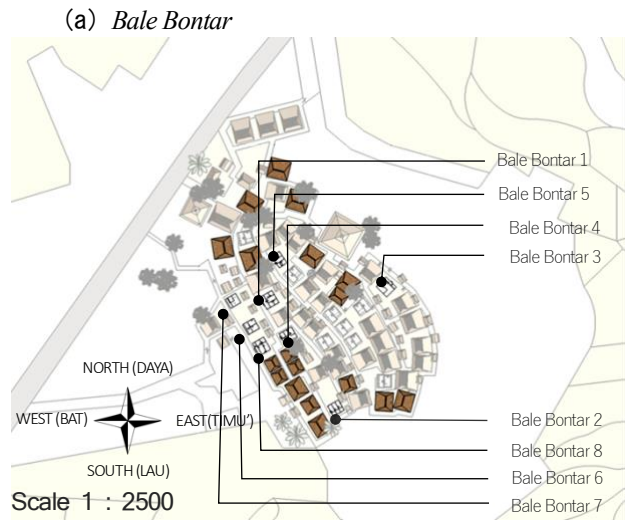 (a) Bale Bontar
Bale Bontar 1
Bale Bontar 5
Bale Bontar 4
Bale Bontar 3
NORTH (DAYA)
WEST (BAT)
EAST(TIMU’)
SOUTH (LAU)
Scale 1 : 2500
Bale Bontar 2
Bale Bontar 8
Bale Bontar 6
Bale Bontar 7